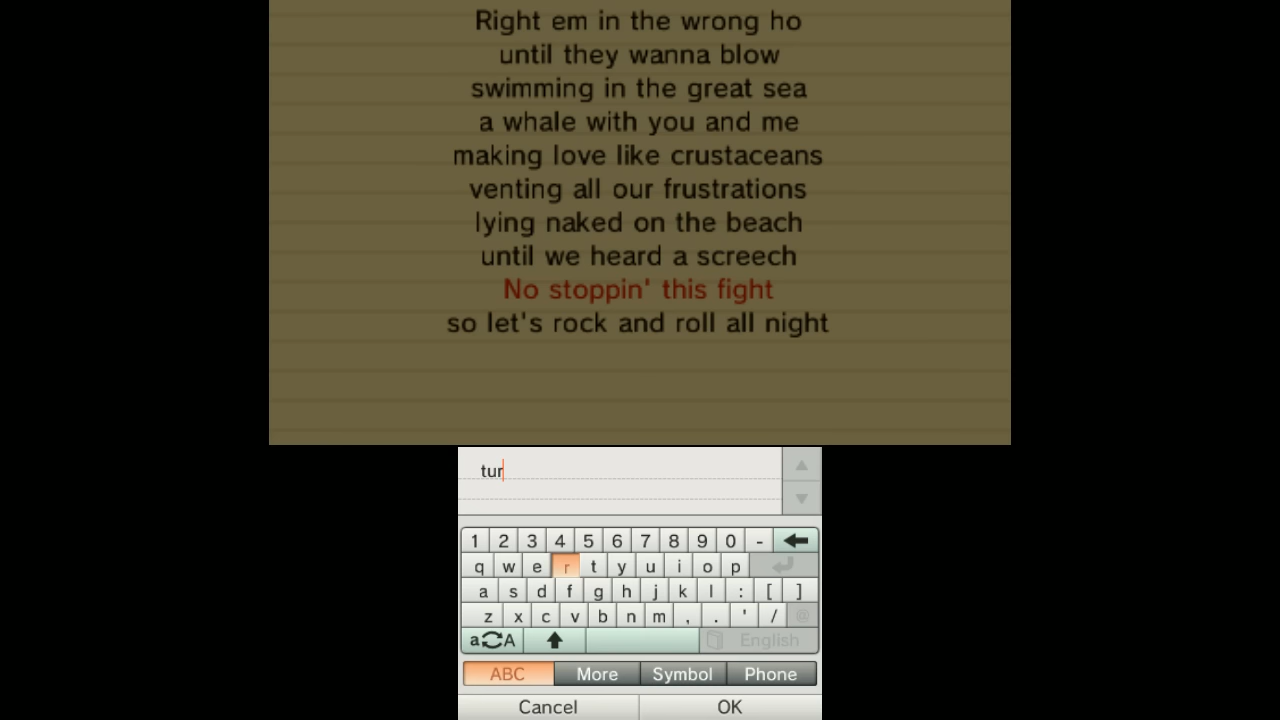 Right em in the wrong ho
until they wanna blow
swimming in the great sea
a whale with you and me
making love like crustaceans
venting all our frustrations
lying naked on the beach
until we heard a screech
No stoppin' this fight
so let's rock and roll all night
tur
1 2 3 4 5 6 7 8 9 0 -
q w e r t y u i o p
a s d f g h j k l : [ ]
z x c v b n m , . ' / @
a A English
ABC More Symbol Phone
Cancel OK